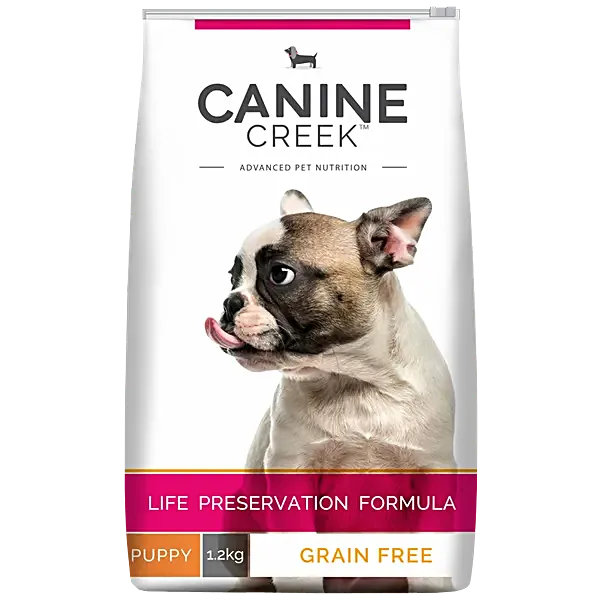 CANINE
CREEK™
ADVANCED PET NUTRITION
LIFE PRESERVATION FORMULA
PUPPY 1.2kg GRAIN FREE